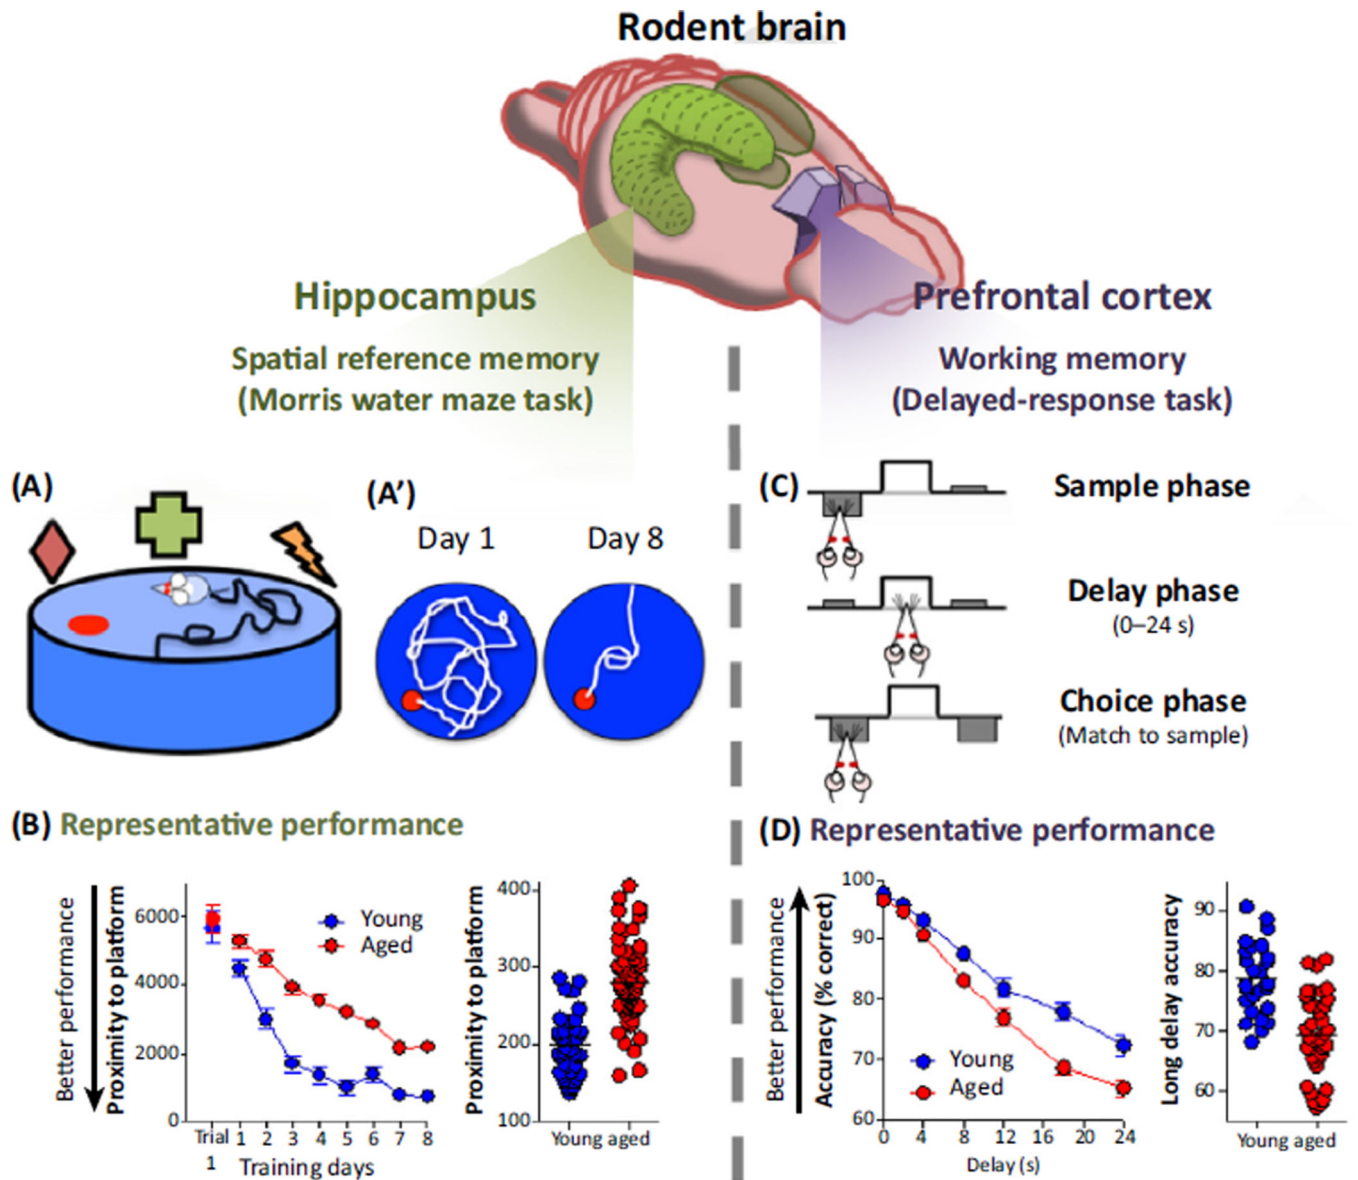 Rodent brain
Hippocampus
Spatial reference memory
(Morris water maze task)
Prefrontal cortex
Working memory
(Delayed-response task)
(A)
(A′)
Day 1
Day 8
(C)
Sample phase
Delay phase
(0–24 s)
Choice phase
(Match to sample)
(B) Representative performance
Better performance
Proximity to platform
6000
4000
2000
0
Young
Aged
Trial 1 2 3 4 5 6 7 8
1
Training days
Proximity to platform
400
300
200
100
Young aged
(D) Representative performance
Better performance
Accuracy (% correct)
100
90
80
70
60
Young
Aged
0 4 8 12 16 20 24
Delay (s)
Long delay accuracy
90
80
70
60
Young aged